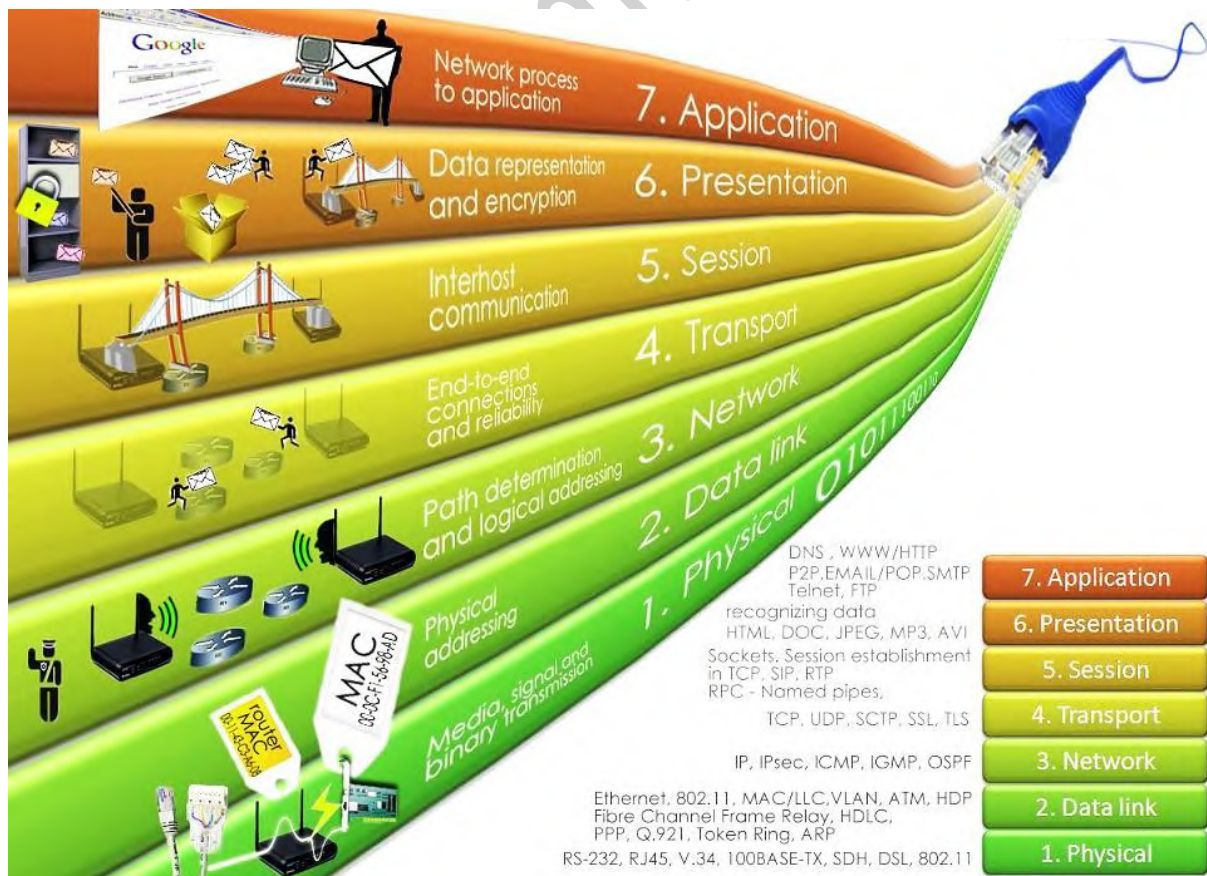 Google
Network process
to application
7. Application
Data representation
and encryption
6. Presentation
Interhost
communication
5. Session
End-to-end
connections
and reliability
4. Transport
Path determination
and logical addressing
3. Network
Physical
addressing
2. Data link
Media, signal and
binary transmission
1. Physical
010111100110
router
MAC
MAC
DNS , WWW/HTTP
P2P.EMAIL/POP.SMTP
Telnet, FTP
7. Application
recognizing data
HTML, DOC, JPEG, MP3, AVI
6. Presentation
Sockets. Session establishment
in TCP, SIP, RTP
RPC - Named pipes,
5. Session
TCP, UDP, SCTP, SSL, TLS
4. Transport
IP, IPsec, ICMP, IGMP, OSPF
3. Network
Ethernet, 802.11, MAC/LLC,VLAN, ATM, HDP
Fibre Channel Frame Relay, HDLC,
PPP, Q.921, Token Ring, ARP
2. Data link
RS-232, RJ45, V.34, 100BASE-TX, SDH, DSL, 802.11
1. Physical